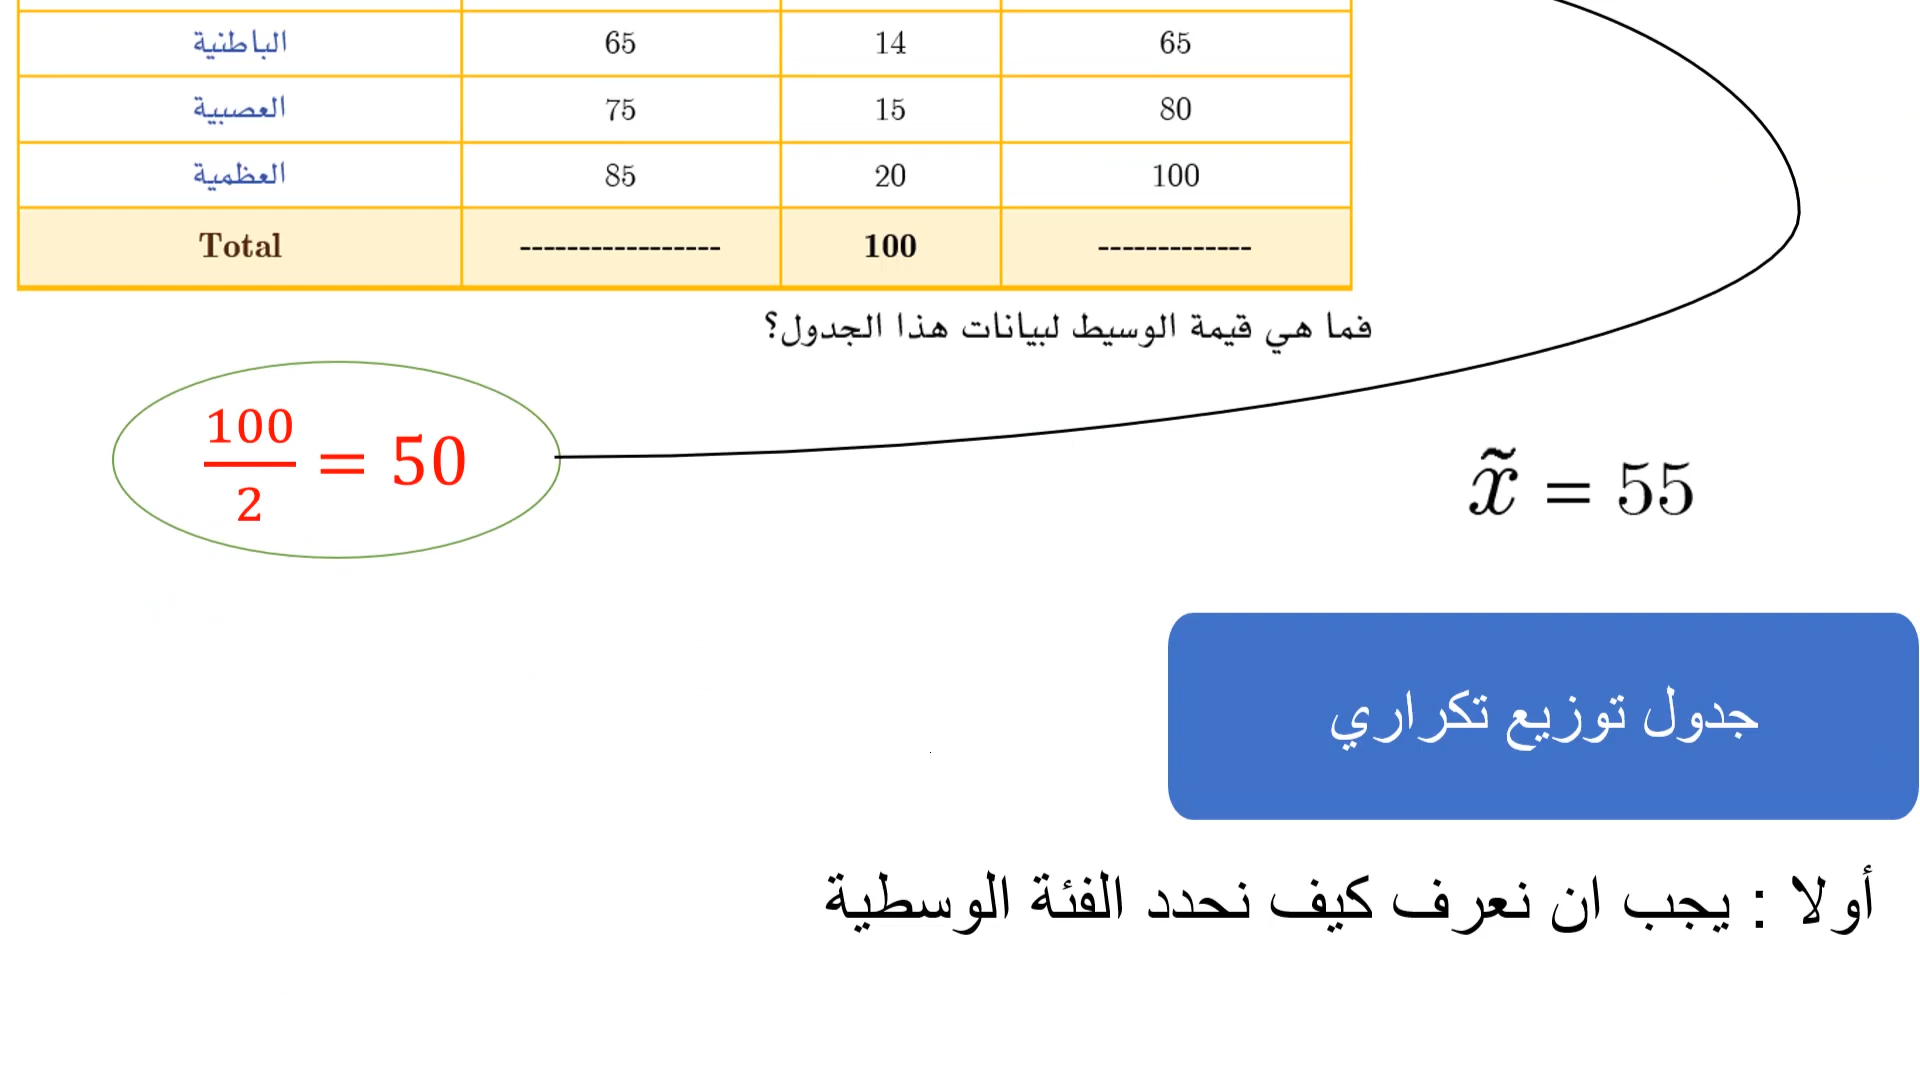 الباطنية 65 14 65
العصبية 75 15 80
العظمية 85 20 100
Total ----------------- 100 -------------
فما هي قيمة الوسيط لبيانات هذا الجدول؟
100/2 = 50
x̃ = 55
جدول توزيع تكراري
أولا : يجب ان نعرف كيف نحدد الفئة الوسطية